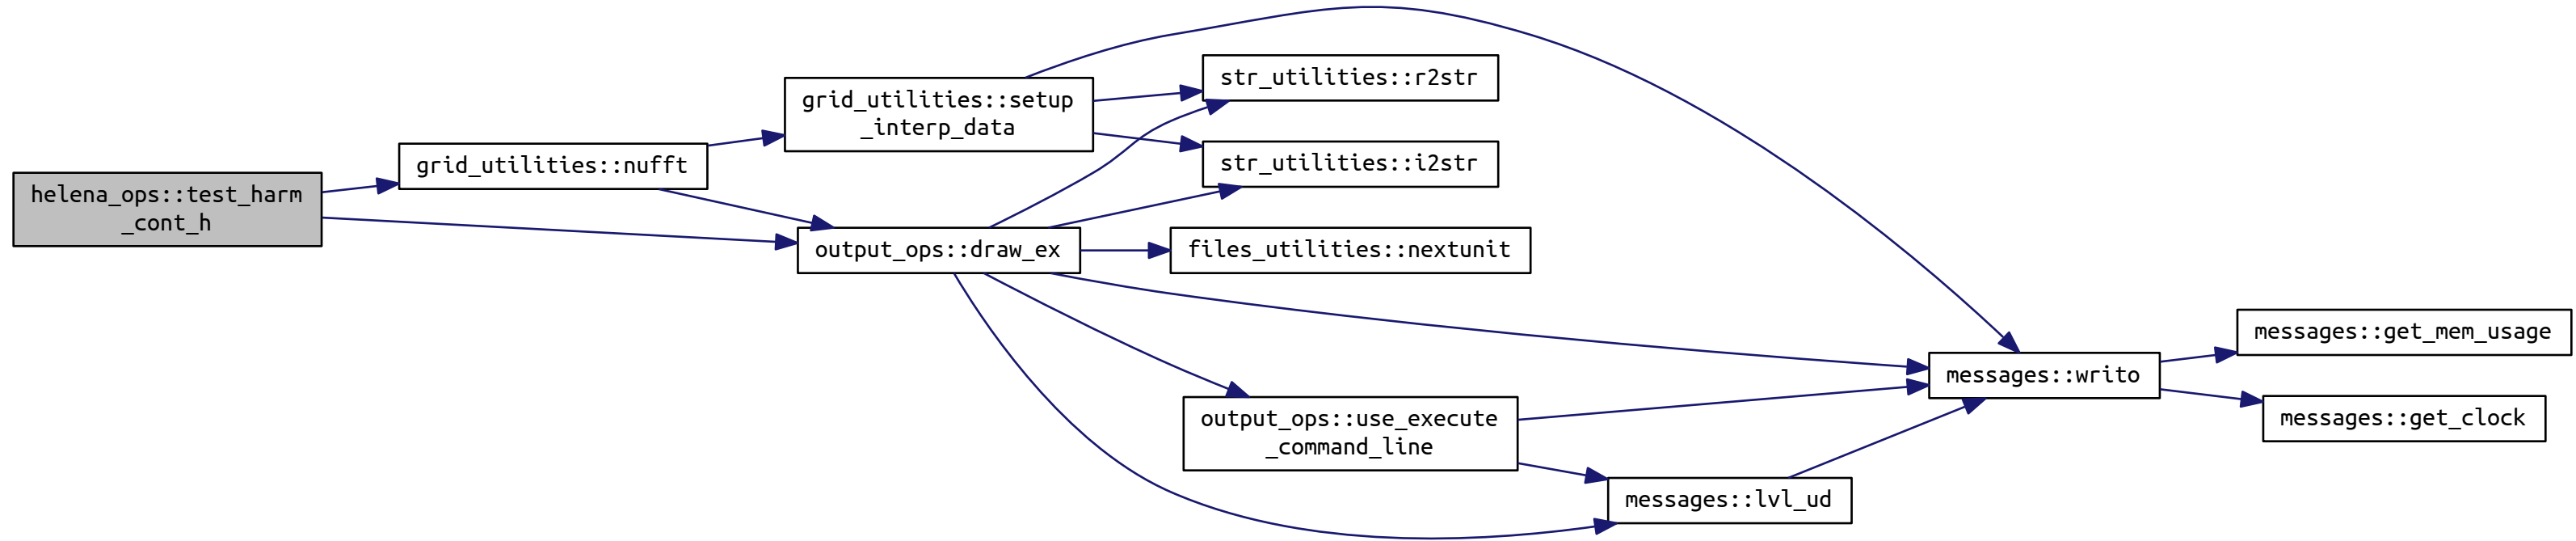 helena_ops::test_harm
_cont_h
grid_utilities::nufft
grid_utilities::setup
_interp_data
output_ops::draw_ex
str_utilities::r2str
str_utilities::i2str
files_utilities::nextunit
output_ops::use_execute
_command_line
messages::lvl_ud
messages::writo
messages::get_mem_usage
messages::get_clock